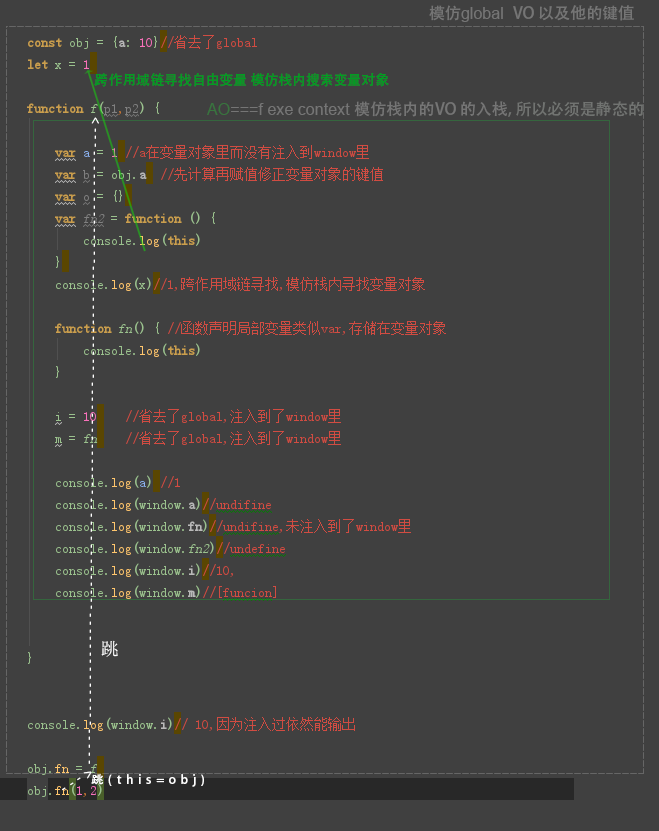 模仿global VO 以及他的键值
const obj = {a: 10}//省去了global
let x = 1
跨作用域链寻找自由变量 模仿栈内搜索变量对象
function f(p1,p2) {
AO===f exe context 模仿栈内的VO 的入栈, 所以必须是静态的
var a = 1 //a在变量对象里而没有注入到window里
var b = obj.a //先计算再赋值修正变量对象的键值
var o = {}
var fn2 = function () {
console.log(this)
}
console.log(x)//1,跨作用域链寻找,模仿栈内寻找变量对象
function fn() { //函数声明局部变量类似var,存储在变量对象
console.log(this)
}
i = 10 //省去了global,注入到了window里
m = fn //省去了global,注入到了window里
console.log(a) //1
console.log(window.a)//undifine
console.log(window.fn)//undifine,未注入到了window里
console.log(window.fn2)//undefine
console.log(window.i)//10,
console.log(window.m)//[funcion]
跳
}
console.log(window.i)// 10,因为注入过依然能输出
obj.fn = f
跳(this=obj)
obj.fn(1,2)